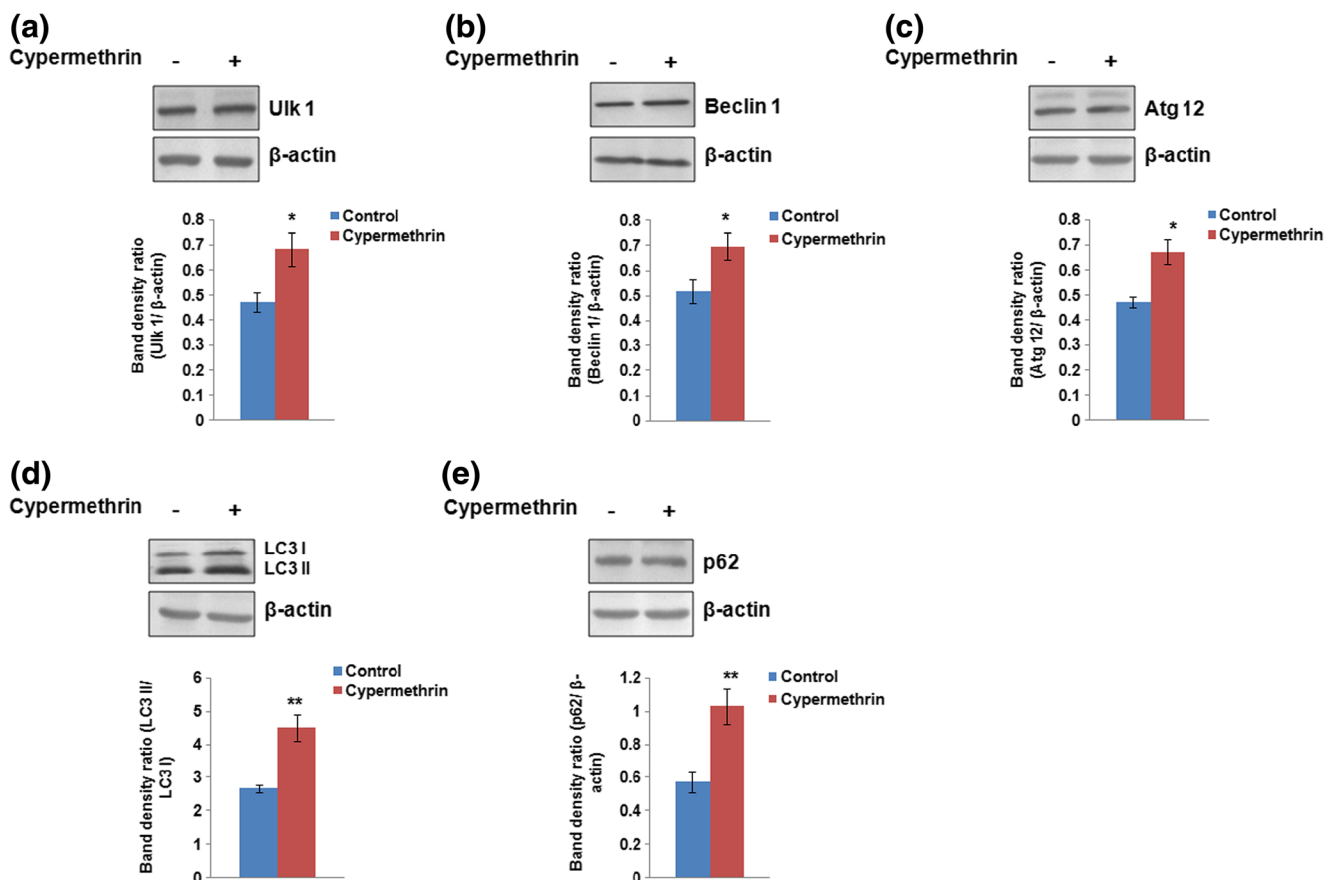 (a)
Cypermethrin - +
Ulk 1
β-actin
Band density ratio
(Ulk 1/ β-actin)
0.8
0.7
0.6
0.5
0.4
0.3
0.2
0.1
0
*
Control
Cypermethrin
(b)
Cypermethrin - +
Beclin 1
β-actin
Band density ratio
(Beclin 1/ β-actin)
0.8
0.7
0.6
0.5
0.4
0.3
0.2
0.1
0
*
Control
Cypermethrin
(c)
Cypermethrin - +
Atg 12
β-actin
Band density ratio
(Atg 12/ β-actin)
0.8
0.7
0.6
0.5
0.4
0.3
0.2
0.1
0
*
Control
Cypermethrin
(d)
Cypermethrin - +
LC3 I
LC3 II
β-actin
Band density ratio (LC3 II/
LC3 I)
6
5
4
3
2
1
0
**
Control
Cypermethrin
(e)
Cypermethrin - +
p62
β-actin
Band density ratio (p62/ β-
actin)
1.2
1
0.8
0.6
0.4
0.2
0
**
Control
Cypermethrin